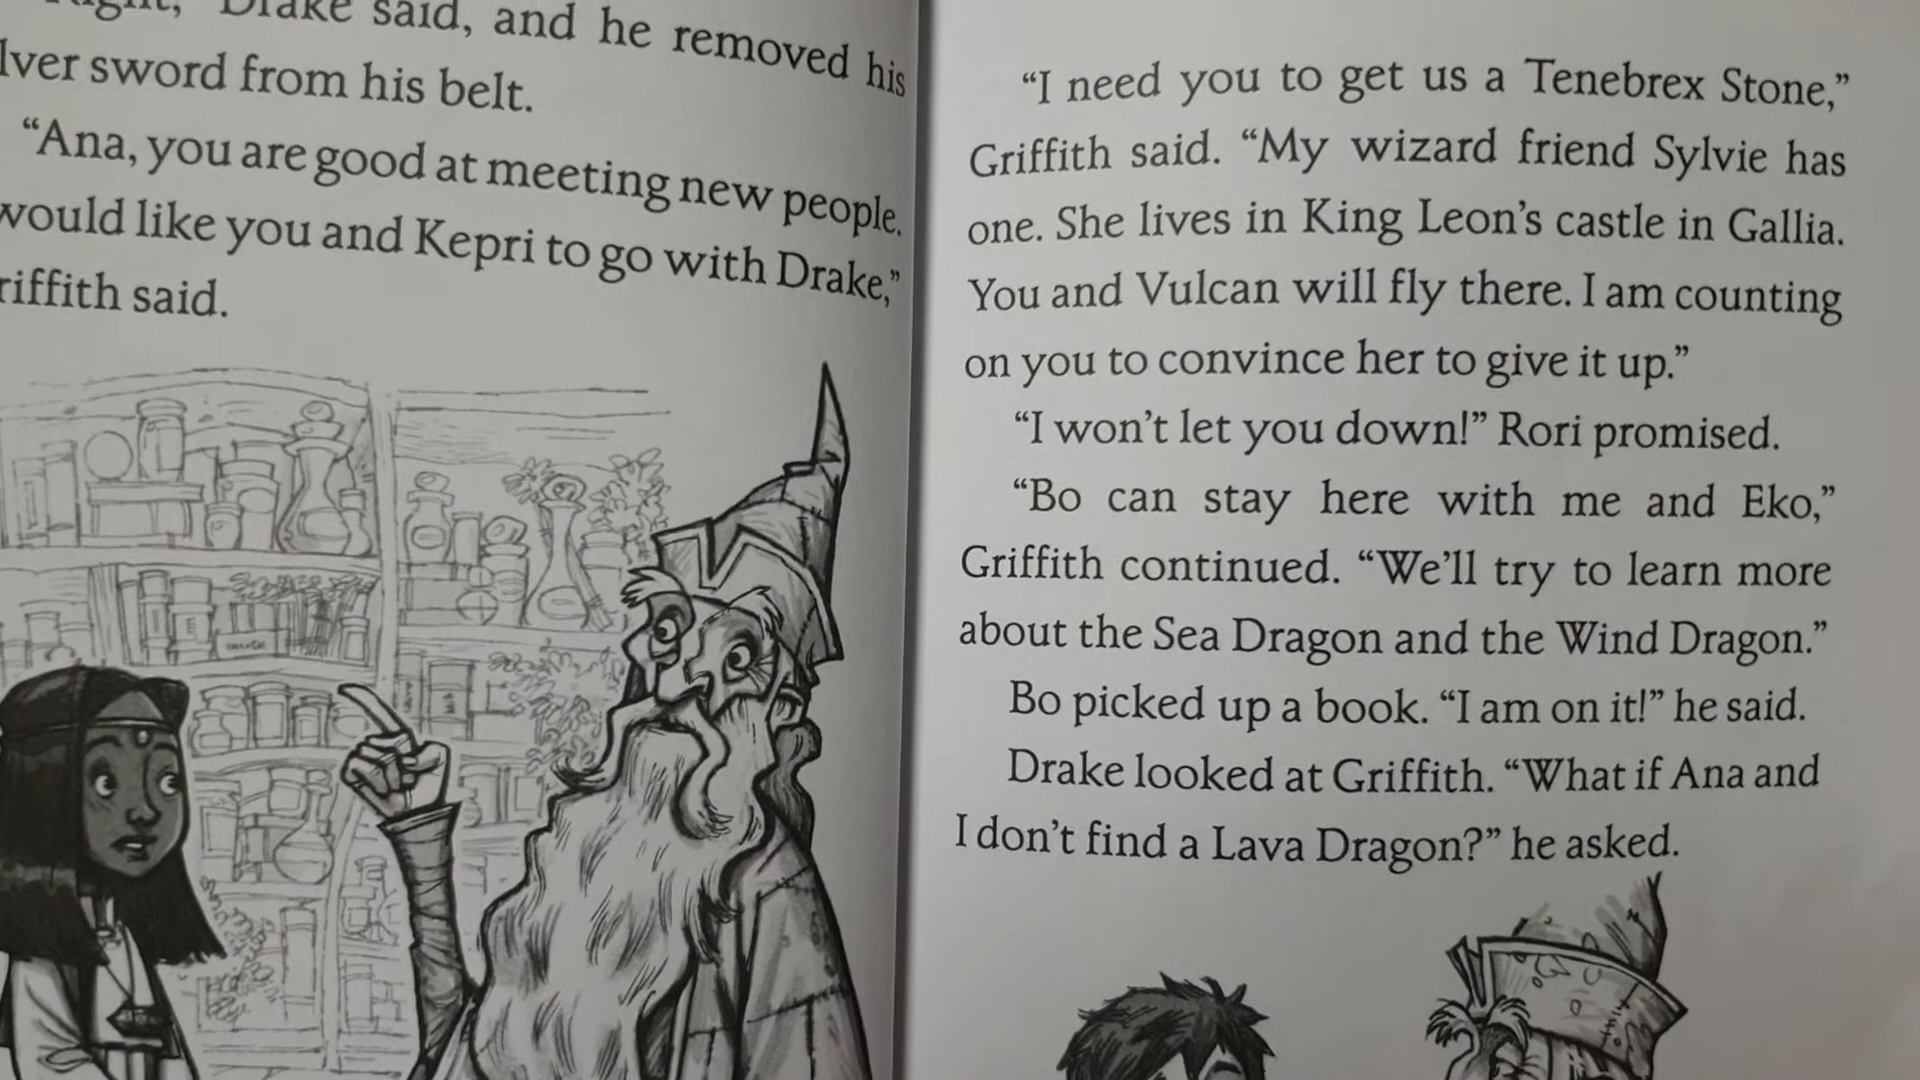 Drake said, and he removed his
sword from his belt.
“Ana, you are good at meeting new people.
would like you and Kepri to go with Drake,”
said.
“I need you to get us a Tenebrex Stone,”
Griffith said. “My wizard friend Sylvie has
one. She lives in King Leon’s castle in Gallia.
You and Vulcan will fly there. I am counting
on you to convince her to give it up.”
“I won’t let you down!” Rori promised.
“Bo can stay here with me and Eko,”
Griffith continued. “We’ll try to learn more
about the Sea Dragon and the Wind Dragon.”
Bo picked up a book. “I am on it!” he said.
Drake looked at Griffith. “What if Ana and
I don’t find a Lava Dragon?” he asked.